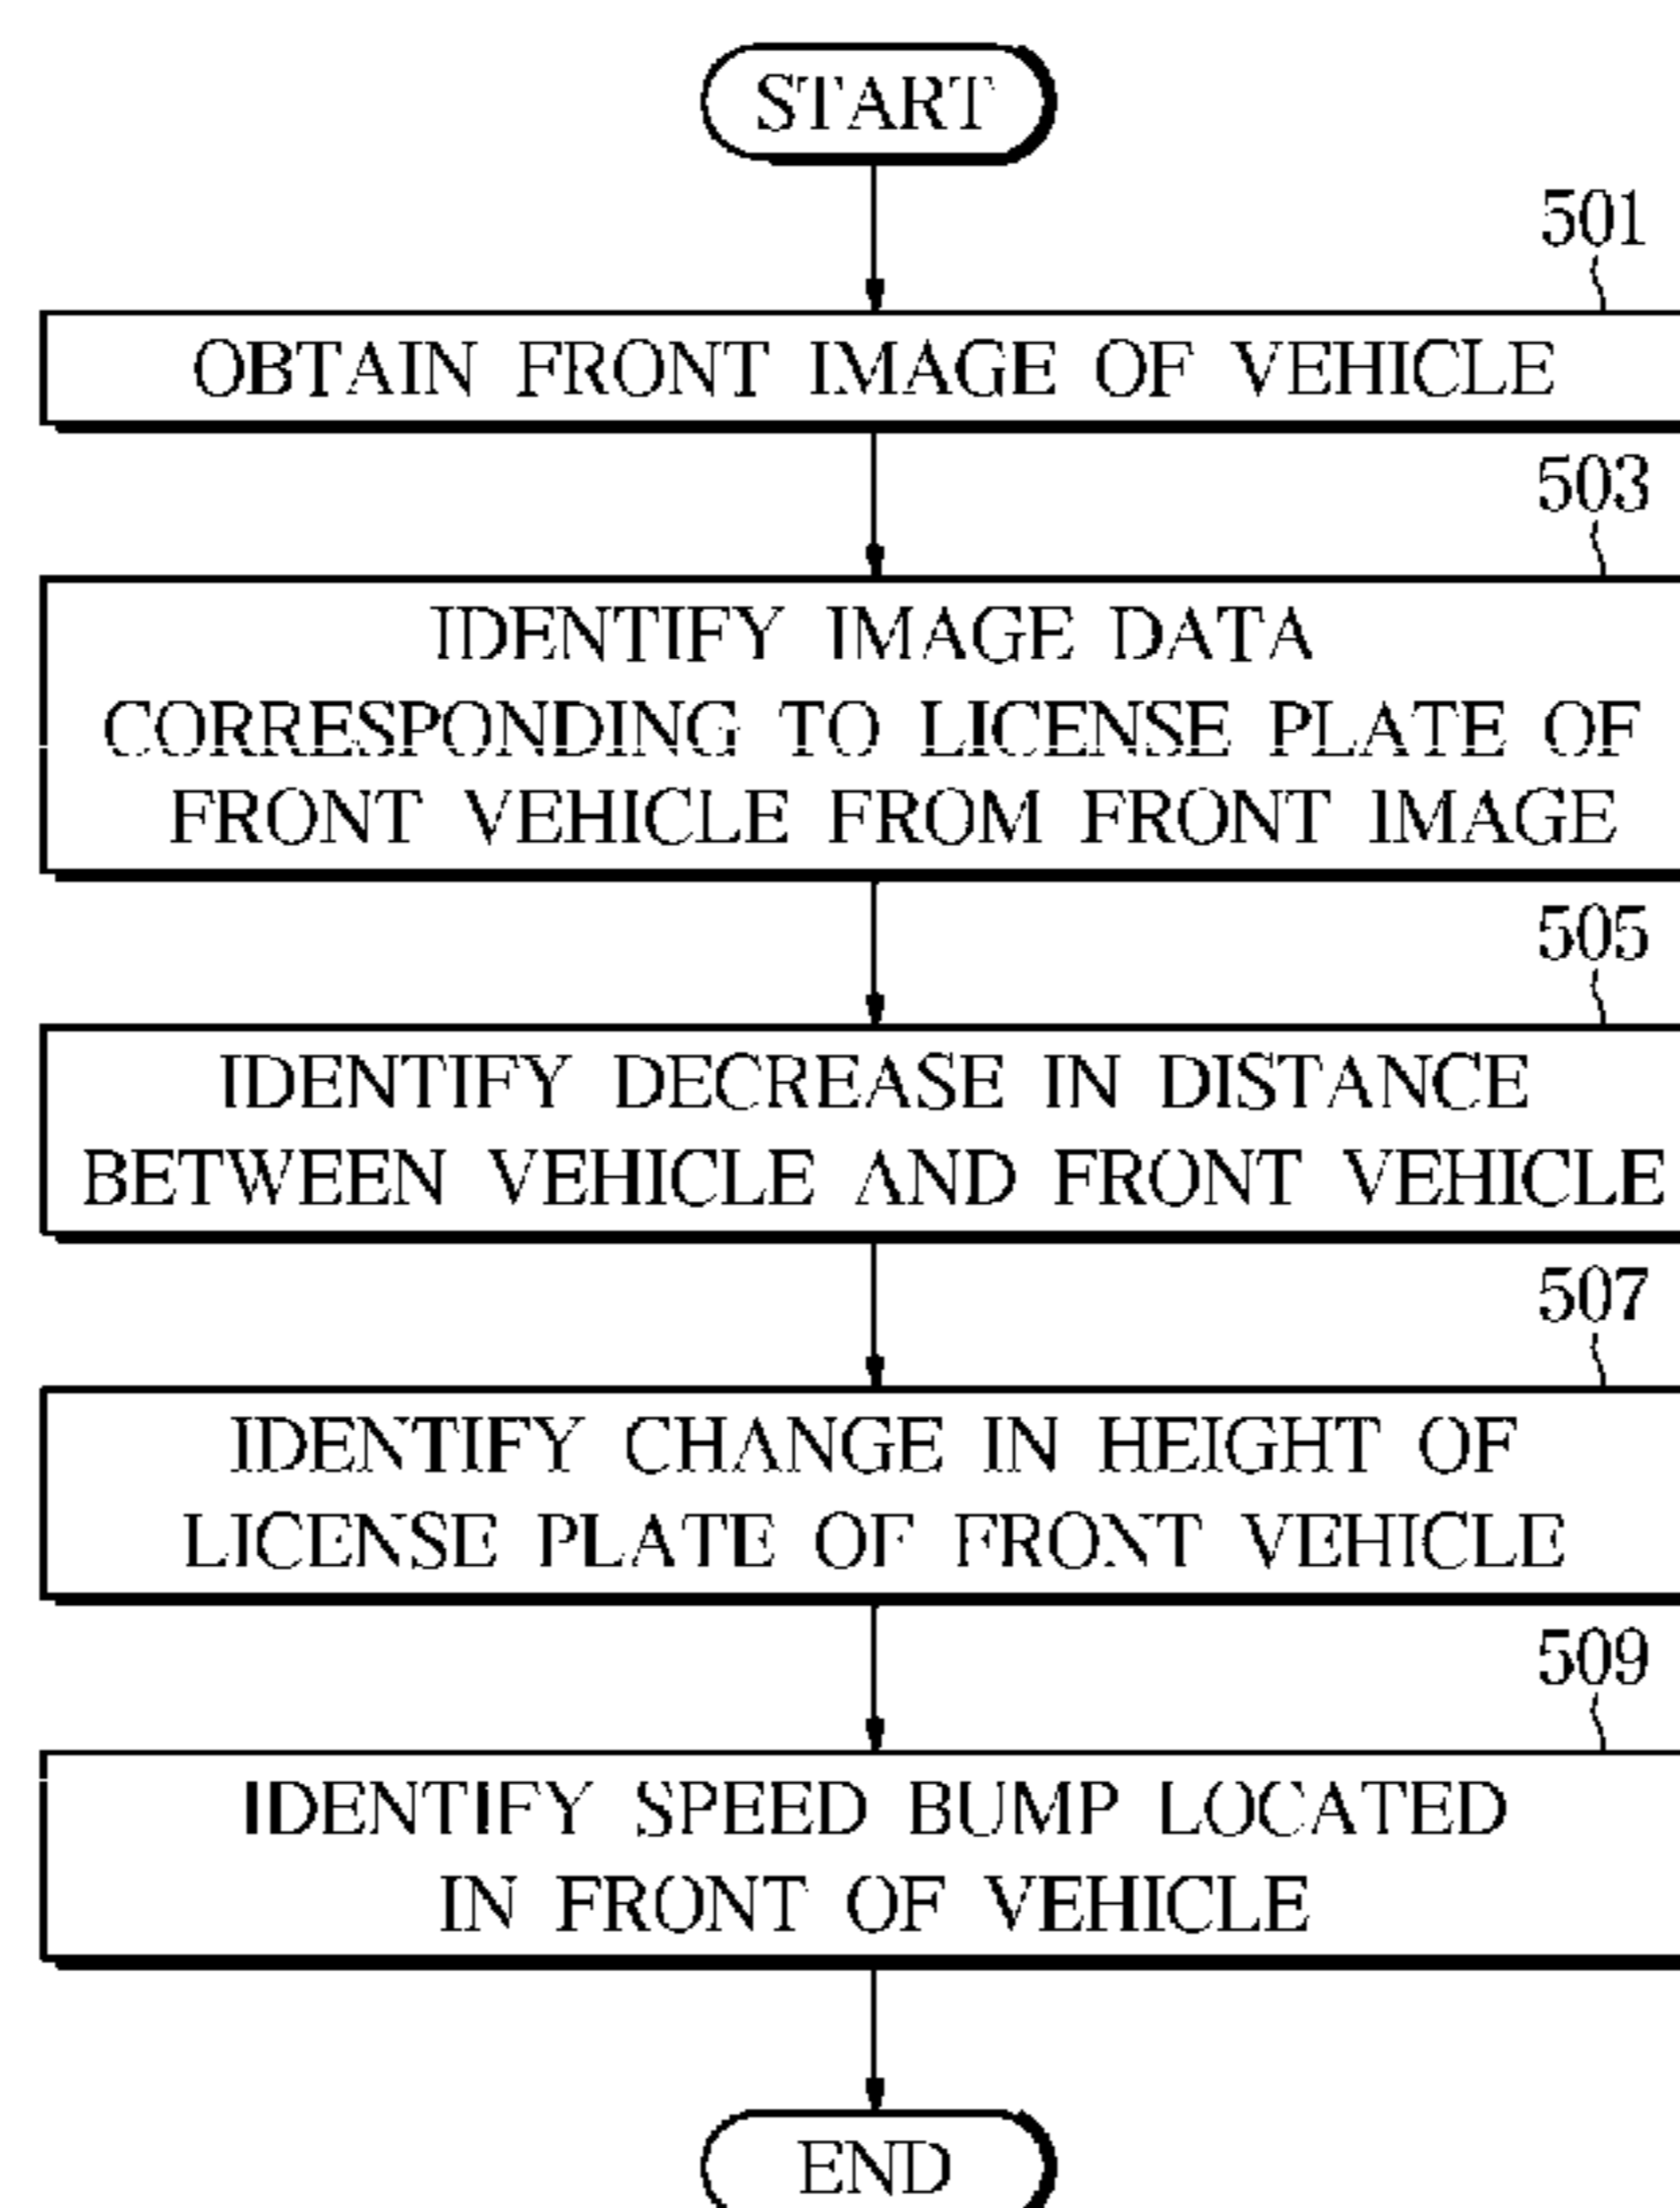 START
501
OBTAIN FRONT IMAGE OF VEHICLE
503
IDENTIFY IMAGE DATA
CORRESPONDING TO LICENSE PLATE OF
FRONT VEHICLE FROM FRONT IMAGE
505
IDENTIFY DECREASE IN DISTANCE
BETWEEN VEHICLE AND FRONT VEHICLE
507
IDENTIFY CHANGE IN HEIGHT OF
LICENSE PLATE OF FRONT VEHICLE
509
IDENTIFY SPEED BUMP LOCATED
IN FRONT OF VEHICLE
END